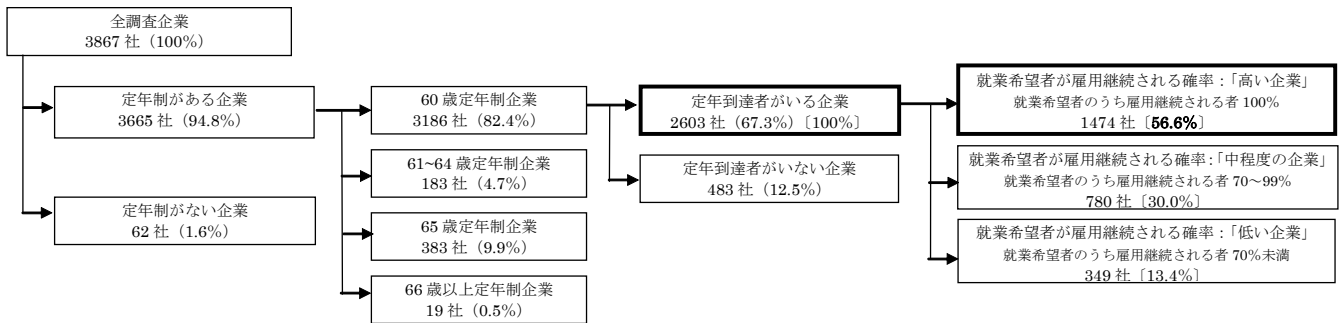 全調査企業
3867 社（100%）
定年制がある企業
3665 社（94.8%）
定年制がない企業
62 社（1.6%）
60 歳定年制企業
3186 社（82.4%）
61~64 歳定年制企業
183 社（4.7%）
65 歳定年制企業
383 社（9.9%）
66 歳以上定年制企業
19 社（0.5%）
定年到達者がいる企業
2603 社（67.3%）〔100%〕
定年到達者がいない企業
483 社（12.5%）
就業希望者が雇用継続される確率：「高い企業」
就業希望者のうち雇用継続される者 100%
1474 社〔56.6%〕
就業希望者が雇用継続される確率：「中程度の企業」
就業希望者のうち雇用継続される者 70～99%
780 社〔30.0%〕
就業希望者が雇用継続される確率：「低い企業」
就業希望者のうち雇用継続される者 70%未満
349 社〔13.4%〕